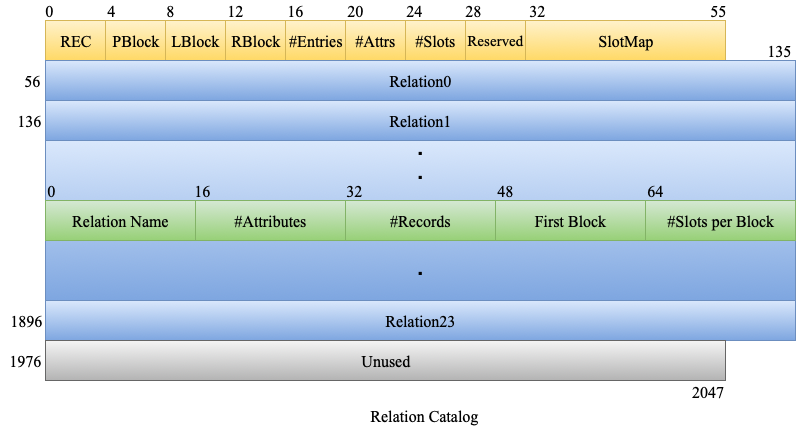 0 4 8 12 16 20 24 28 32 55
REC PBlock LBlock RBlock #Entries #Attrs #Slots Reserved SlotMap
135
56 Relation0
136 Relation1
.
.
0 16 32 48 64
Relation Name #Attributes #Records First Block #Slots per Block
.
1896 Relation23
1976 Unused
2047
Relation Catalog